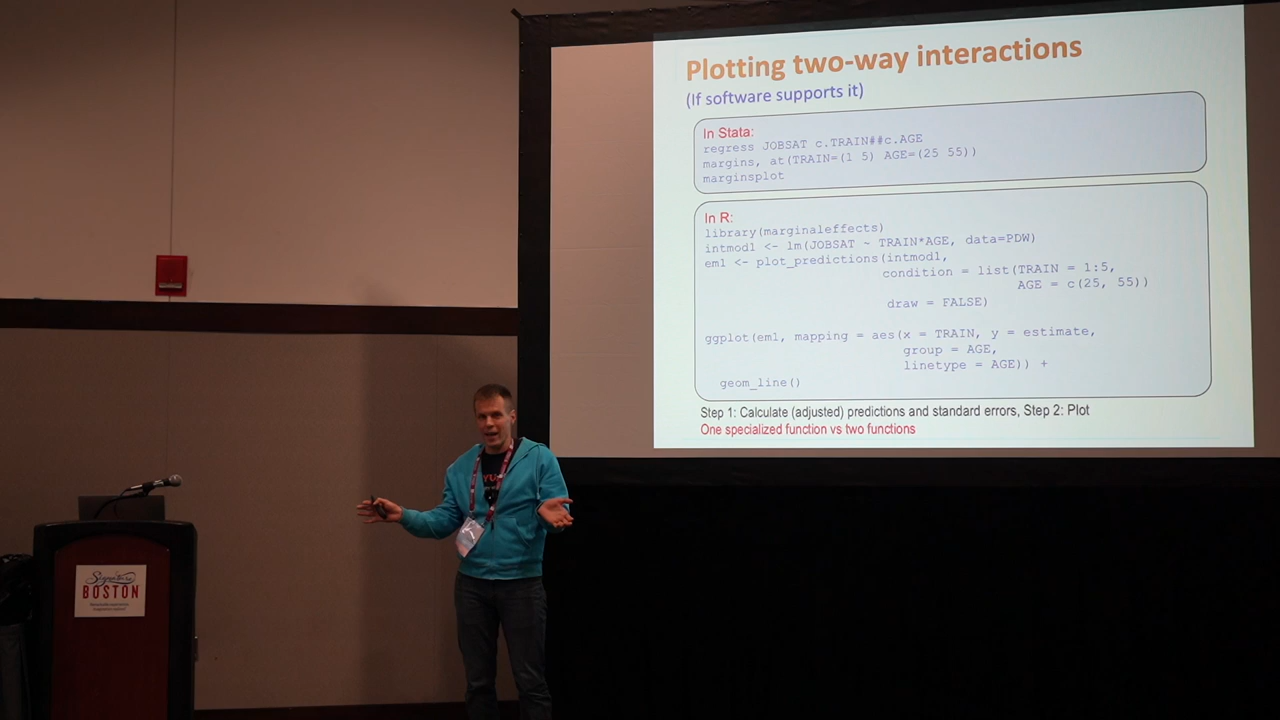 Plotting two-way interactions
(If software supports it)
In Stata:
regress JOBSAT c.TRAIN##c.AGE
margins, at(TRAIN=(1 5) AGE=(25 55))
marginsplot
In R:
library(marginaleffects)
intmod1 <- lm(JOBSAT ~ TRAIN*AGE, data=PDW)
em1 <- plot_predictions(intmod1,
condition = list(TRAIN = 1:5,
AGE = c(25, 55))
draw = FALSE)
ggplot(em1, mapping = aes(x = TRAIN, y = estimate,
group = AGE,
linetype = AGE)) +
geom_line()
Step 1: Calculate (adjusted) predictions and standard errors, Step 2: Plot
One specialized function vs two functions
Signature
BOSTON